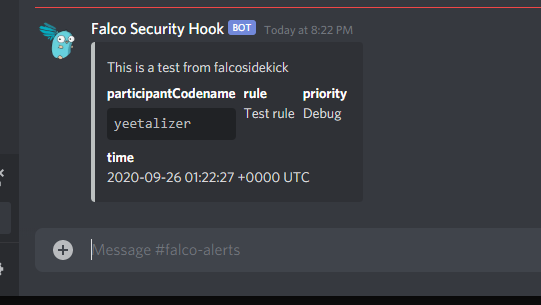 Falco Security Hook BOT Today at 8:22 PM
This is a test from falcosidekick
participantCodename rule priority
yeetalizer Test rule Debug
time
2020-09-26 01:22:27 +0000 UTC
Message #falco-alerts